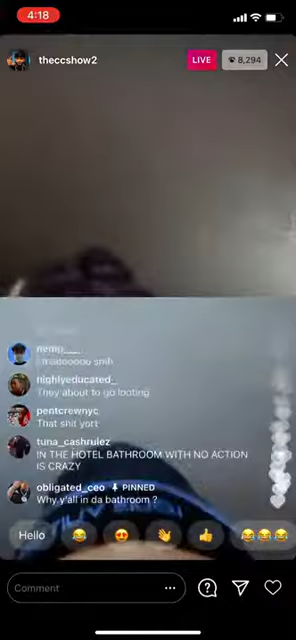 4:18
theccshow2
LIVE
8,294
nemo___
highlyeducated_
They about to go looting
pentcrewnyc
That shit yort
tuna_cashrulez
IN THE HOTEL BATHROOM WITH NO ACTION
IS CRAZY
obligated_ceo PINNED
Why y'all in da bathroom ?
Hello
Comment